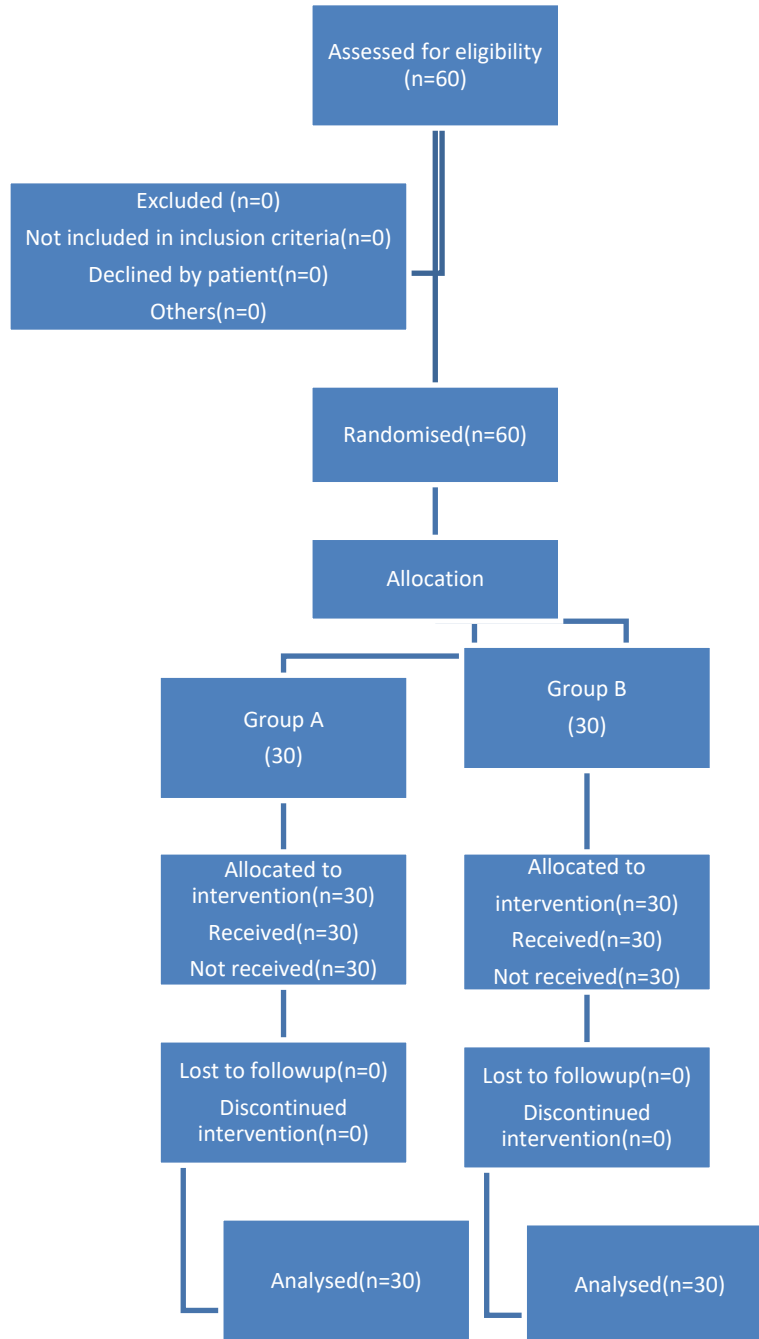 Assessed for eligibility
(n=60)
Excluded (n=0)
Not included in inclusion criteria(n=0)
Declined by patient(n=0)
Others(n=0)
Randomised(n=60)
Allocation
Group A
(30)
Group B
(30)
Allocated to
intervention(n=30)
Received(n=30)
Not received(n=30)
Allocated to
intervention(n=30)
Received(n=30)
Not received(n=30)
Lost to followup(n=0)
Discontinued
intervention(n=0)
Lost to followup(n=0)
Discontinued
intervention(n=0)
Analysed(n=30)
Analysed(n=30)